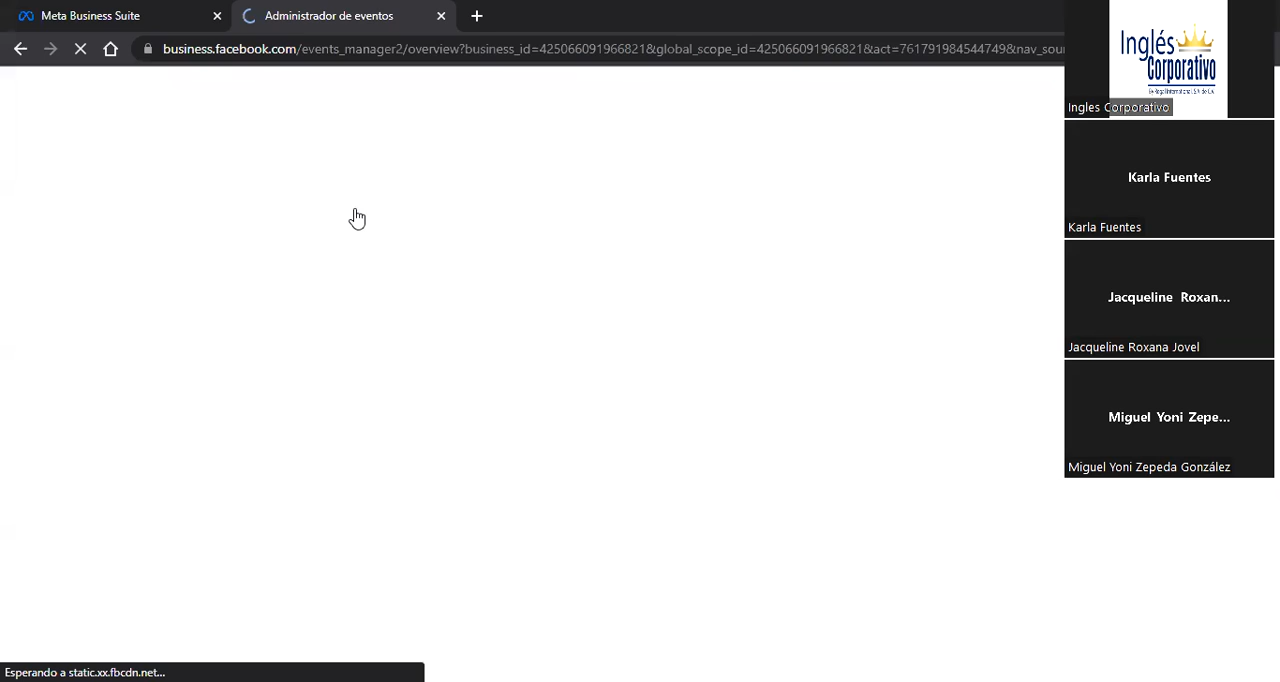 Meta Business Suite
Administrador de eventos
business.facebook.com/events_manager2/overview?business_id=425066091966821&global_scope_id=425066091966821&act=761791984544749&nav_sour
Inglés
Corporativo
Ingles Corporativo
Karla Fuentes
Karla Fuentes
Jacqueline Roxan...
Jacqueline Roxana Jovel
Miguel Yoni Zepe...
Miguel Yoni Zepeda González
Esperando a static.xx.fbcdn.net...